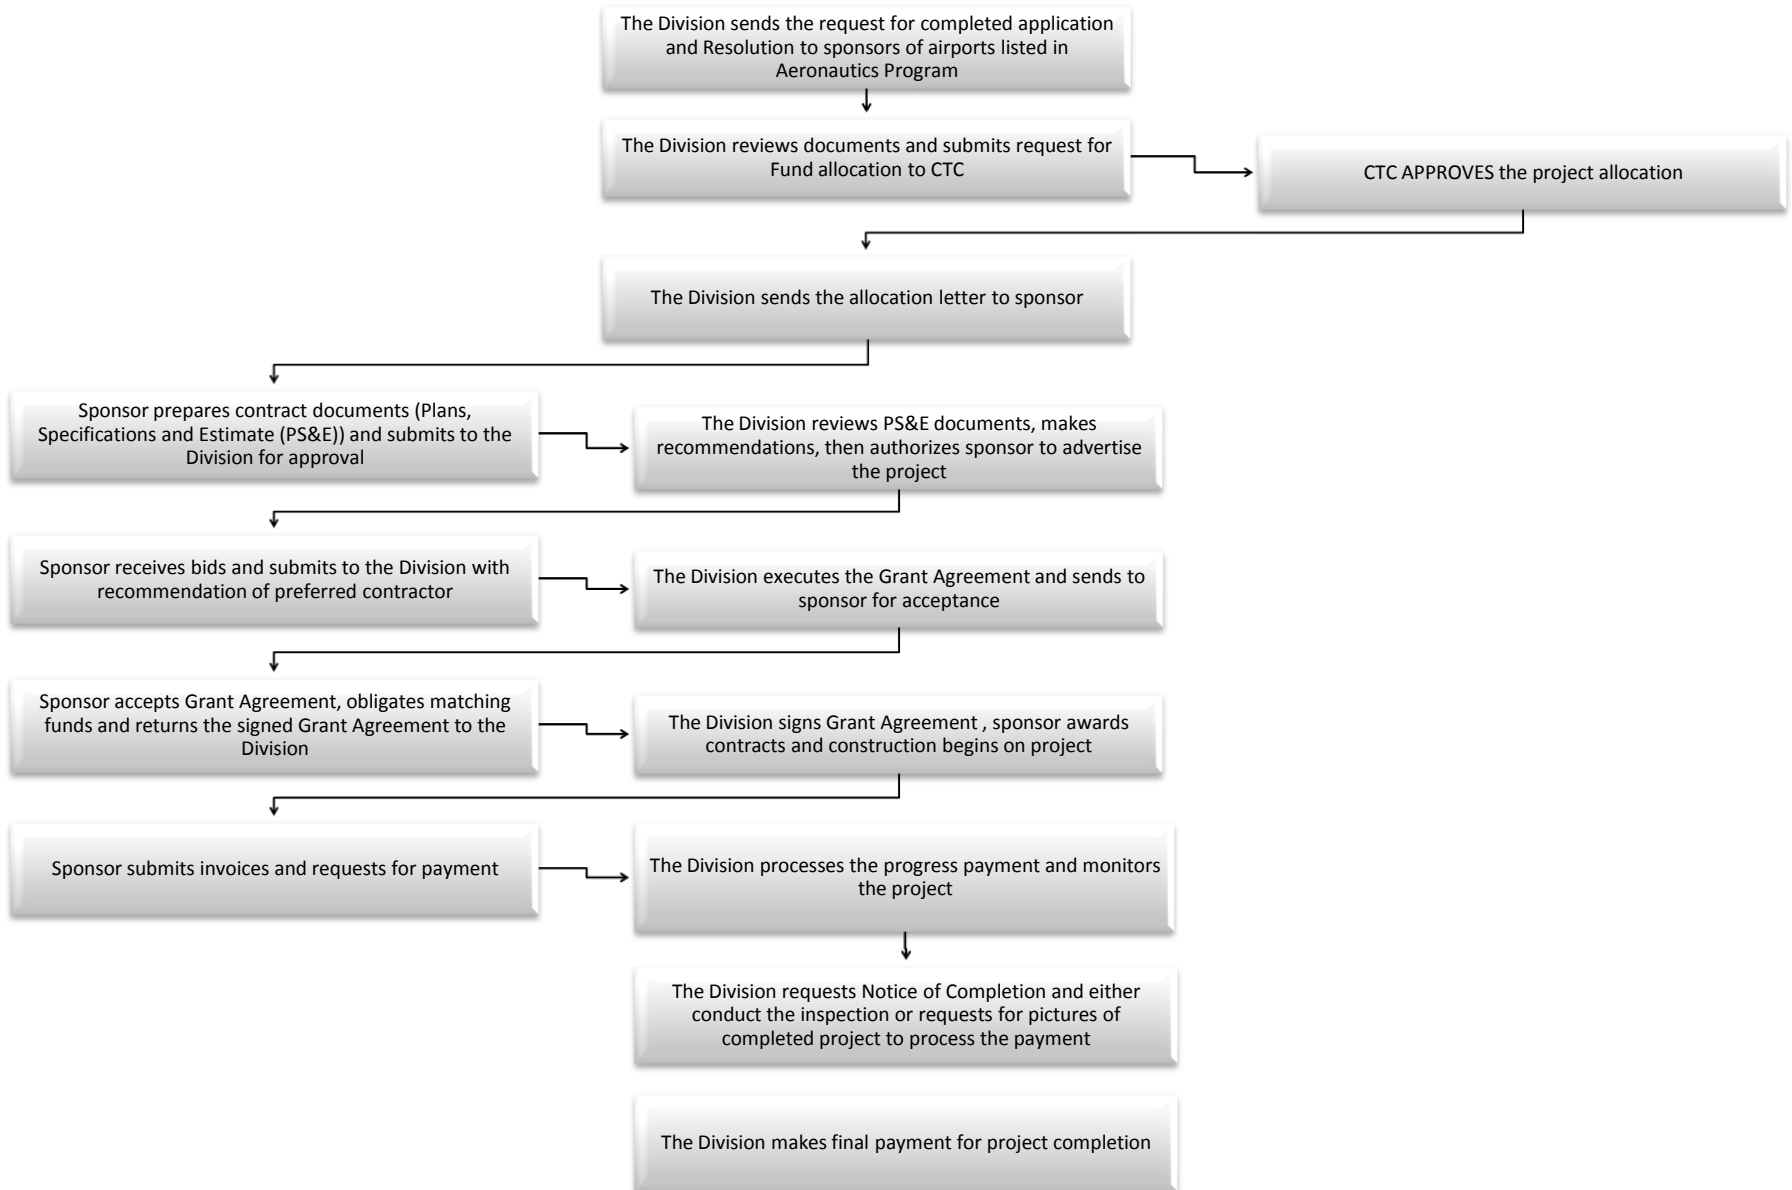 The Division sends the request for completed application
and Resolution to sponsors of airports listed in
Aeronautics Program
The Division reviews documents and submits request for
Fund allocation to CTC
CTC APPROVES the project allocation
The Division sends the allocation letter to sponsor
Sponsor prepares contract documents (Plans,
Specifications and Estimate (PS&E)) and submits to the
Division for approval
The Division reviews PS&E documents, makes
recommendations, then authorizes sponsor to advertise
the project
Sponsor receives bids and submits to the Division with
recommendation of preferred contractor
The Division executes the Grant Agreement and sends to
sponsor for acceptance
Sponsor accepts Grant Agreement, obligates matching
funds and returns the signed Grant Agreement to the
Division
The Division signs Grant Agreement , sponsor awards
contracts and construction begins on project
Sponsor submits invoices and requests for payment
The Division processes the progress payment and monitors
the project
The Division requests Notice of Completion and either
conduct the inspection or requests for pictures of
completed project to process the payment
The Division makes final payment for project completion